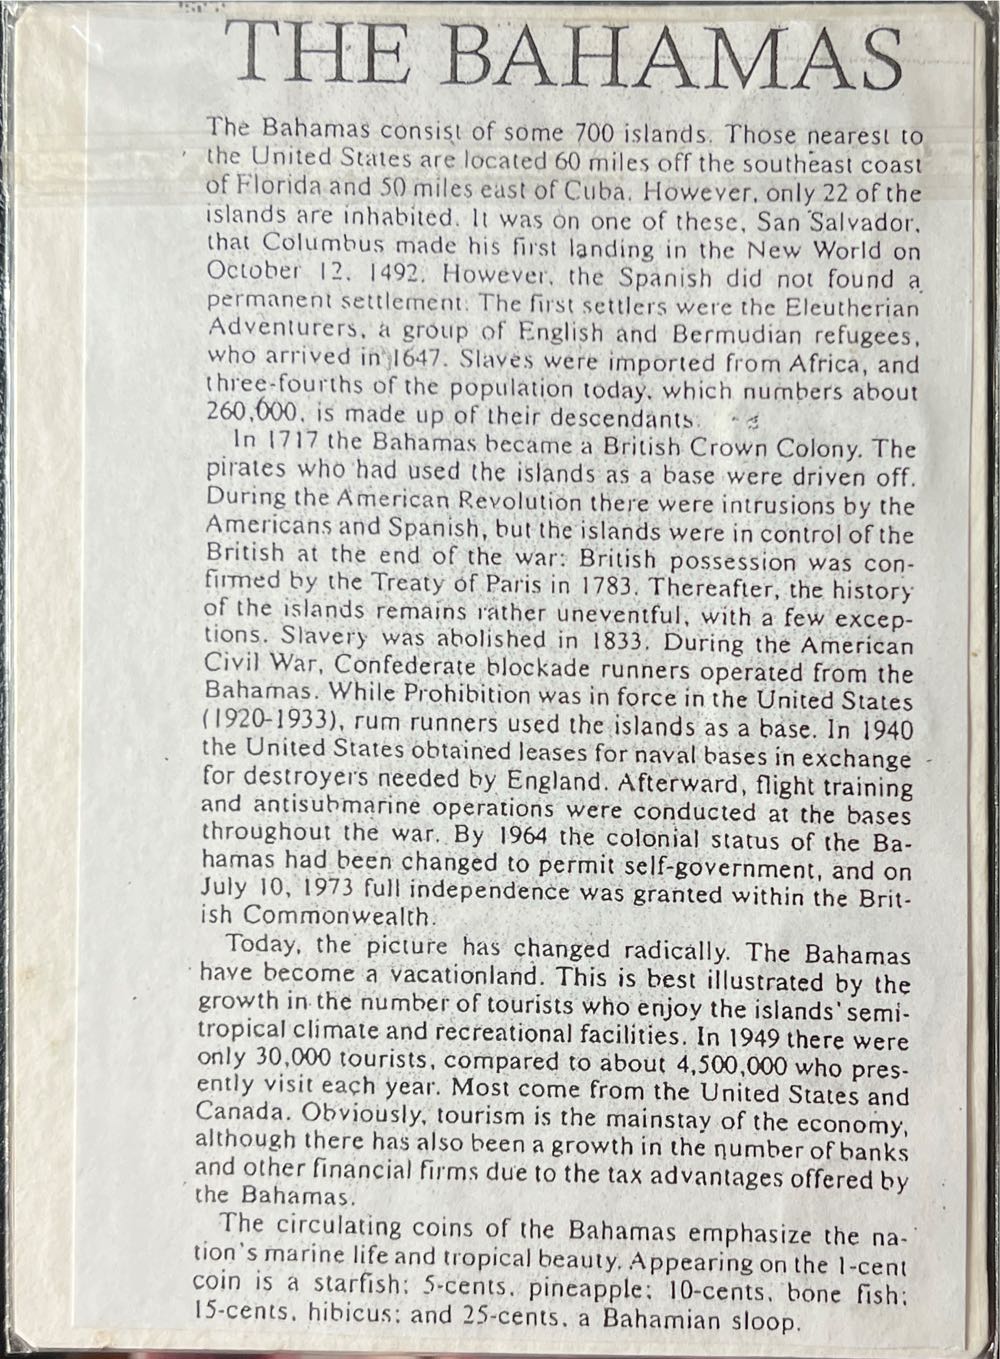 THE BAHAMAS
The Bahamas consist of some 700 islands. Those nearest to
the United States are located 60 miles off the southeast coast
of Florida and 50 miles east of Cuba. However, only 22 of the
islands are inhabited. It was on one of these, San Salvador,
that Columbus made his first landing in the New World on
October 12, 1492. However, the Spanish did not found a
permanent settlement. The first settlers were the Eleutherian
Adventurers, a group of English and Bermudian refugees,
who arrived in 1647. Slaves were imported from Africa, and
three-fourths of the population today, which numbers about
260,000, is made up of their descendants.
In 1717 the Bahamas became a British Crown Colony. The
pirates who had used the islands as a base were driven off.
During the American Revolution there were intrusions by the
Americans and Spanish, but the islands were in control of the
British at the end of the war: British possession was con-
firmed by the Treaty of Paris in 1783. Thereafter, the history
of the islands remains rather uneventful, with a few excep-
tions. Slavery was abolished in 1833. During the American
Civil War, Confederate blockade runners operated from the
Bahamas. While Prohibition was in force in the United States
(1920-1933), rum runners used the islands as a base. In 1940
the United States obtained leases for naval bases in exchange
for destroyers needed by England. Afterward, flight training
and antisubmarine operations were conducted at the bases
throughout the war. By 1964 the colonial status of the Ba-
hamas had been changed to permit self-government, and on
July 10, 1973 full independence was granted within the Brit-
ish Commonwealth.
Today, the picture has changed radically. The Bahamas
have become a vacationland. This is best illustrated by the
growth in the number of tourists who enjoy the islands' semi-
tropical climate and recreational facilities. In 1949 there were
only 30,000 tourists, compared to about 4,500,000 who pres-
ently visit each year. Most come from the United States and
Canada. Obviously, tourism is the mainstay of the economy,
although there has also been a growth in the number of banks
and other financial firms due to the tax advantages offered by
the Bahamas.
The circulating coins of the Bahamas emphasize the na-
tion's marine life and tropical beauty. Appearing on the 1-cent
coin is a starfish; 5-cents, pineapple; 10-cents, bone fish;
15-cents, hibicus; and 25-cents, a Bahamian sloop.